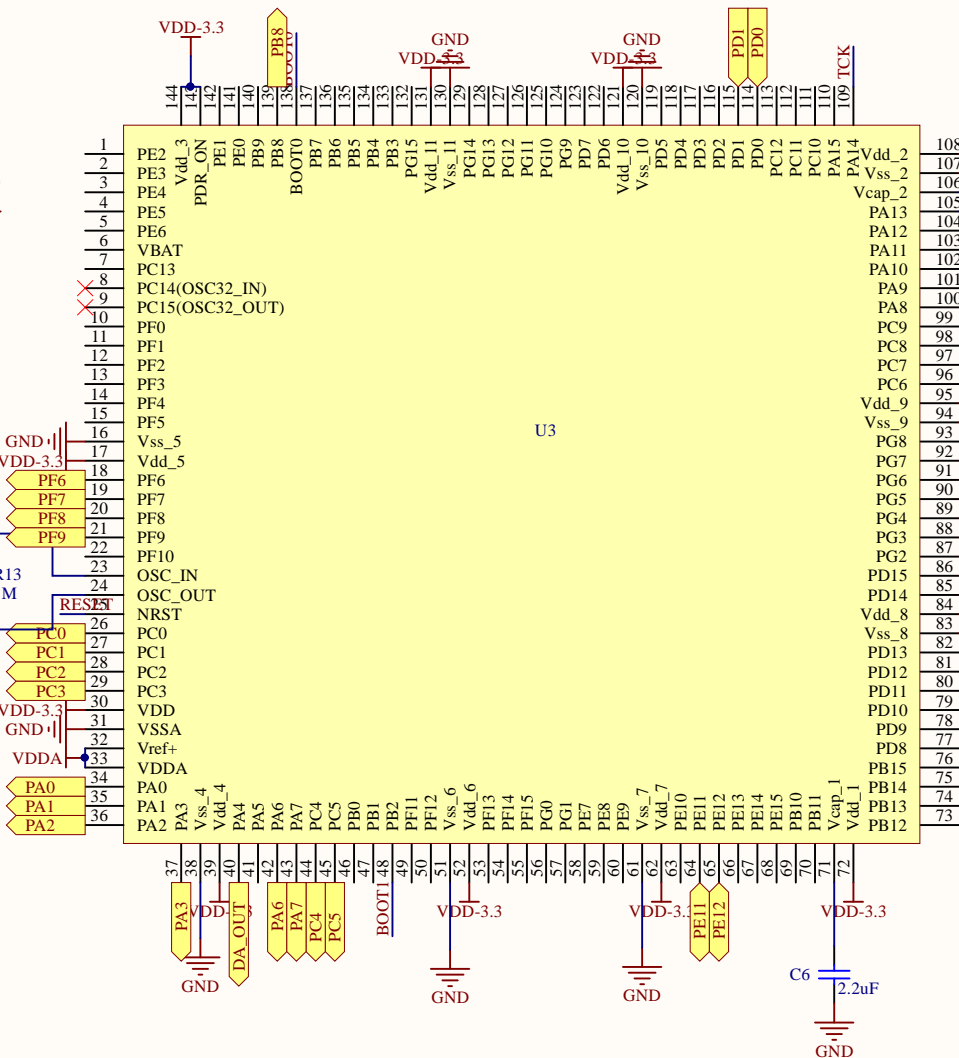 VDD-3.3
PB8
BOOT0
GND
VDD-3.3
GND
VDD-3.3
PD1
PD0
TCK
144 143 142 141 140 139 138 137 136 135 134 133 132 131 130 129 128 127 126 125 124 123 122 121 120 119 118 117 116 115 114 113 112 111 110 109
Vdd_3 PDR_ON PE1 PE0 PB9 PB8 BOOT0 PB7 PB6 PB5 PB4 PB3 PG15 Vdd_11 Vss_11 PG14 PG13 PG12 PG11 PG10 PG9 PD7 PD6 Vdd_10 Vss_10 PD5 PD4 PD3 PD2 PD1 PD0 PC12 PC11 PC10 PA15 PA14
1 PE2
2 PE3
3 PE4
4 PE5
5 PE6
6 VBAT
7 PC13
8 PC14(OSC32_IN)
9 PC15(OSC32_OUT)
10 PF0
11 PF1
12 PF2
13 PF3
14 PF4
15 PF5
GND 16 Vss_5
VDD-3.3 17 Vdd_5
PF6 18 PF6
PF7 19 PF7
PF8 20 PF8
PF9 21 PF9
22 PF10
23 OSC_IN
R13
24 OSC_OUT
M
RESET 25 NRST
PC0 26 PC0
PC1 27 PC1
PC2 28 PC2
PC3 29 PC3
VDD-3.3 30 VDD
GND 31 VSSA
32 Vref+
VDDA 33 VDDA
PA0 34 PA0
PA1 35 PA1
PA2 36 PA2
U3
Vdd_2 108
Vss_2 107
Vcap_2 106
PA13 105
PA12 104
PA11 103
PA10 102
PA9 101
PA8 100
PC9 99
PC8 98
PC7 97
PC6 96
Vdd_9 95
Vss_9 94
PG8 93
PG7 92
PG6 91
PG5 90
PG4 89
PG3 88
PG2 87
PD15 86
PD14 85
Vdd_8 84
Vss_8 83
PD13 82
PD12 81
PD11 80
PD10 79
PD9 78
PD8 77
PB15 76
PB14 75
PB13 74
PB12 73
PA3 Vss_4 Vdd_4 PA4 PA5 PA6 PA7 PC4 PC5 PB0 PB1 PB2 PF11 PF12 Vss_6 Vdd_6 PF13 PF14 PF15 PG0 PG1 PE7 PE8 PE9 Vss_7 Vdd_7 PE10 PE11 PE12 PE13 PE14 PE15 PB10 PB11 Vcap_1 Vdd_1
37 38 39 40 41 42 43 44 45 46 47 48 49 50 51 52 53 54 55 56 57 58 59 60 61 62 63 64 65 66 67 68 69 70 71 72
PA3
VDD-3.3
DA_OUT
PA6
PA7
PC4
PC5
BOOT1
VDD-3.3
VDD-3.3
PE11
PE12
VDD-3.3
GND
GND
GND
C6
2.2uF
GND